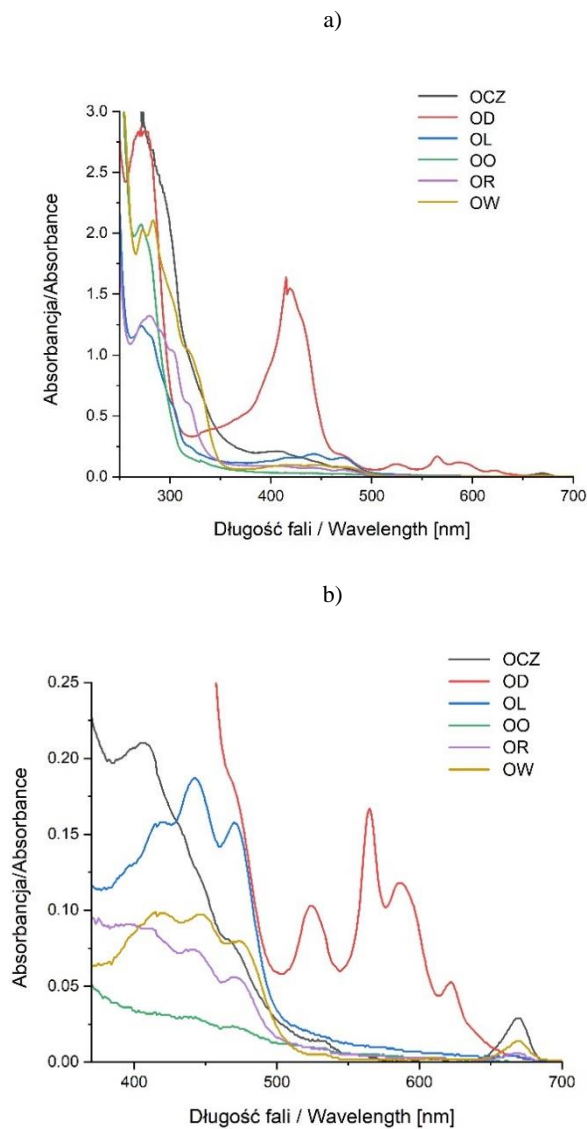 a)
OCZ
OD
OL
OO
OR
OW
3.0
2.5
2.0
1.5
1.0
0.5
0.0
Absorbancja/Absorbance
300
400
500
600
700
Długość fali / Wavelength [nm]
b)
OCZ
OD
OL
OO
OR
OW
0.25
0.20
0.15
0.10
0.05
0.00
Absorbancja/Absorbance
400
500
600
700
Długość fali / Wavelength [nm]